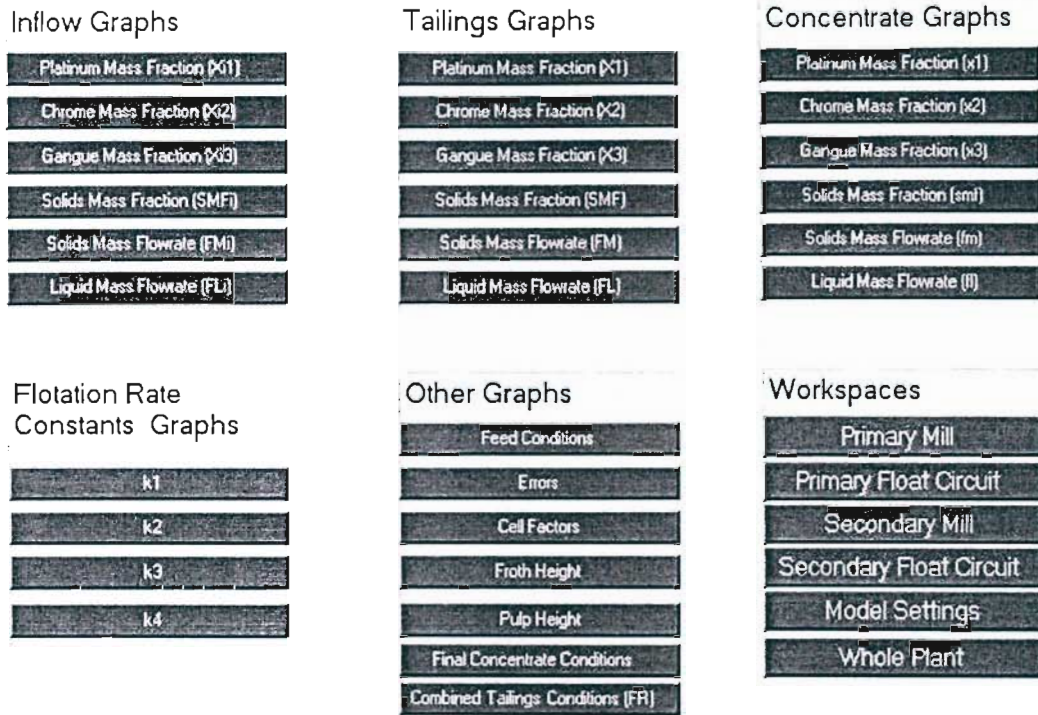 Inflow Graphs
Platinum Mass Fraction (Xi1)
Chrome Mass Fraction (Xi2)
Gangue Mass Fraction (Xi3)
Solids Mass Fraction (SMFi)
Solids Mass Flowrate (FMi)
Liquid Mass Flowrate (FLi)
Tailings Graphs
Platinum Mass Fraction (X1)
Chrome Mass Fraction (X2)
Gangue Mass Fraction (X3)
Solids Mass Fraction (SMF)
Solids Mass Flowrate (FM)
Liquid Mass Flowrate (FL)
Concentrate Graphs
Platinum Mass Fraction (x1)
Chrome Mass Fraction (x2)
Gangue Mass Fraction (x3)
Solids Mass Fraction (smf)
Solids Mass Flowrate (fm)
Liquid Mass Flowrate (fl)
Flotation Rate
Constants Graphs
k1
k2
k3
k4
Other Graphs
Feed Conditions
Errors
Cell Factors
Froth Height
Pulp Height
Final Concentrate Conditions
Combined Tailings Conditions (FR)
Workspaces
Primary Mill
Primary Float Circuit
Secondary Mill
Secondary Float Circuit
Model Settings
Whole Plant